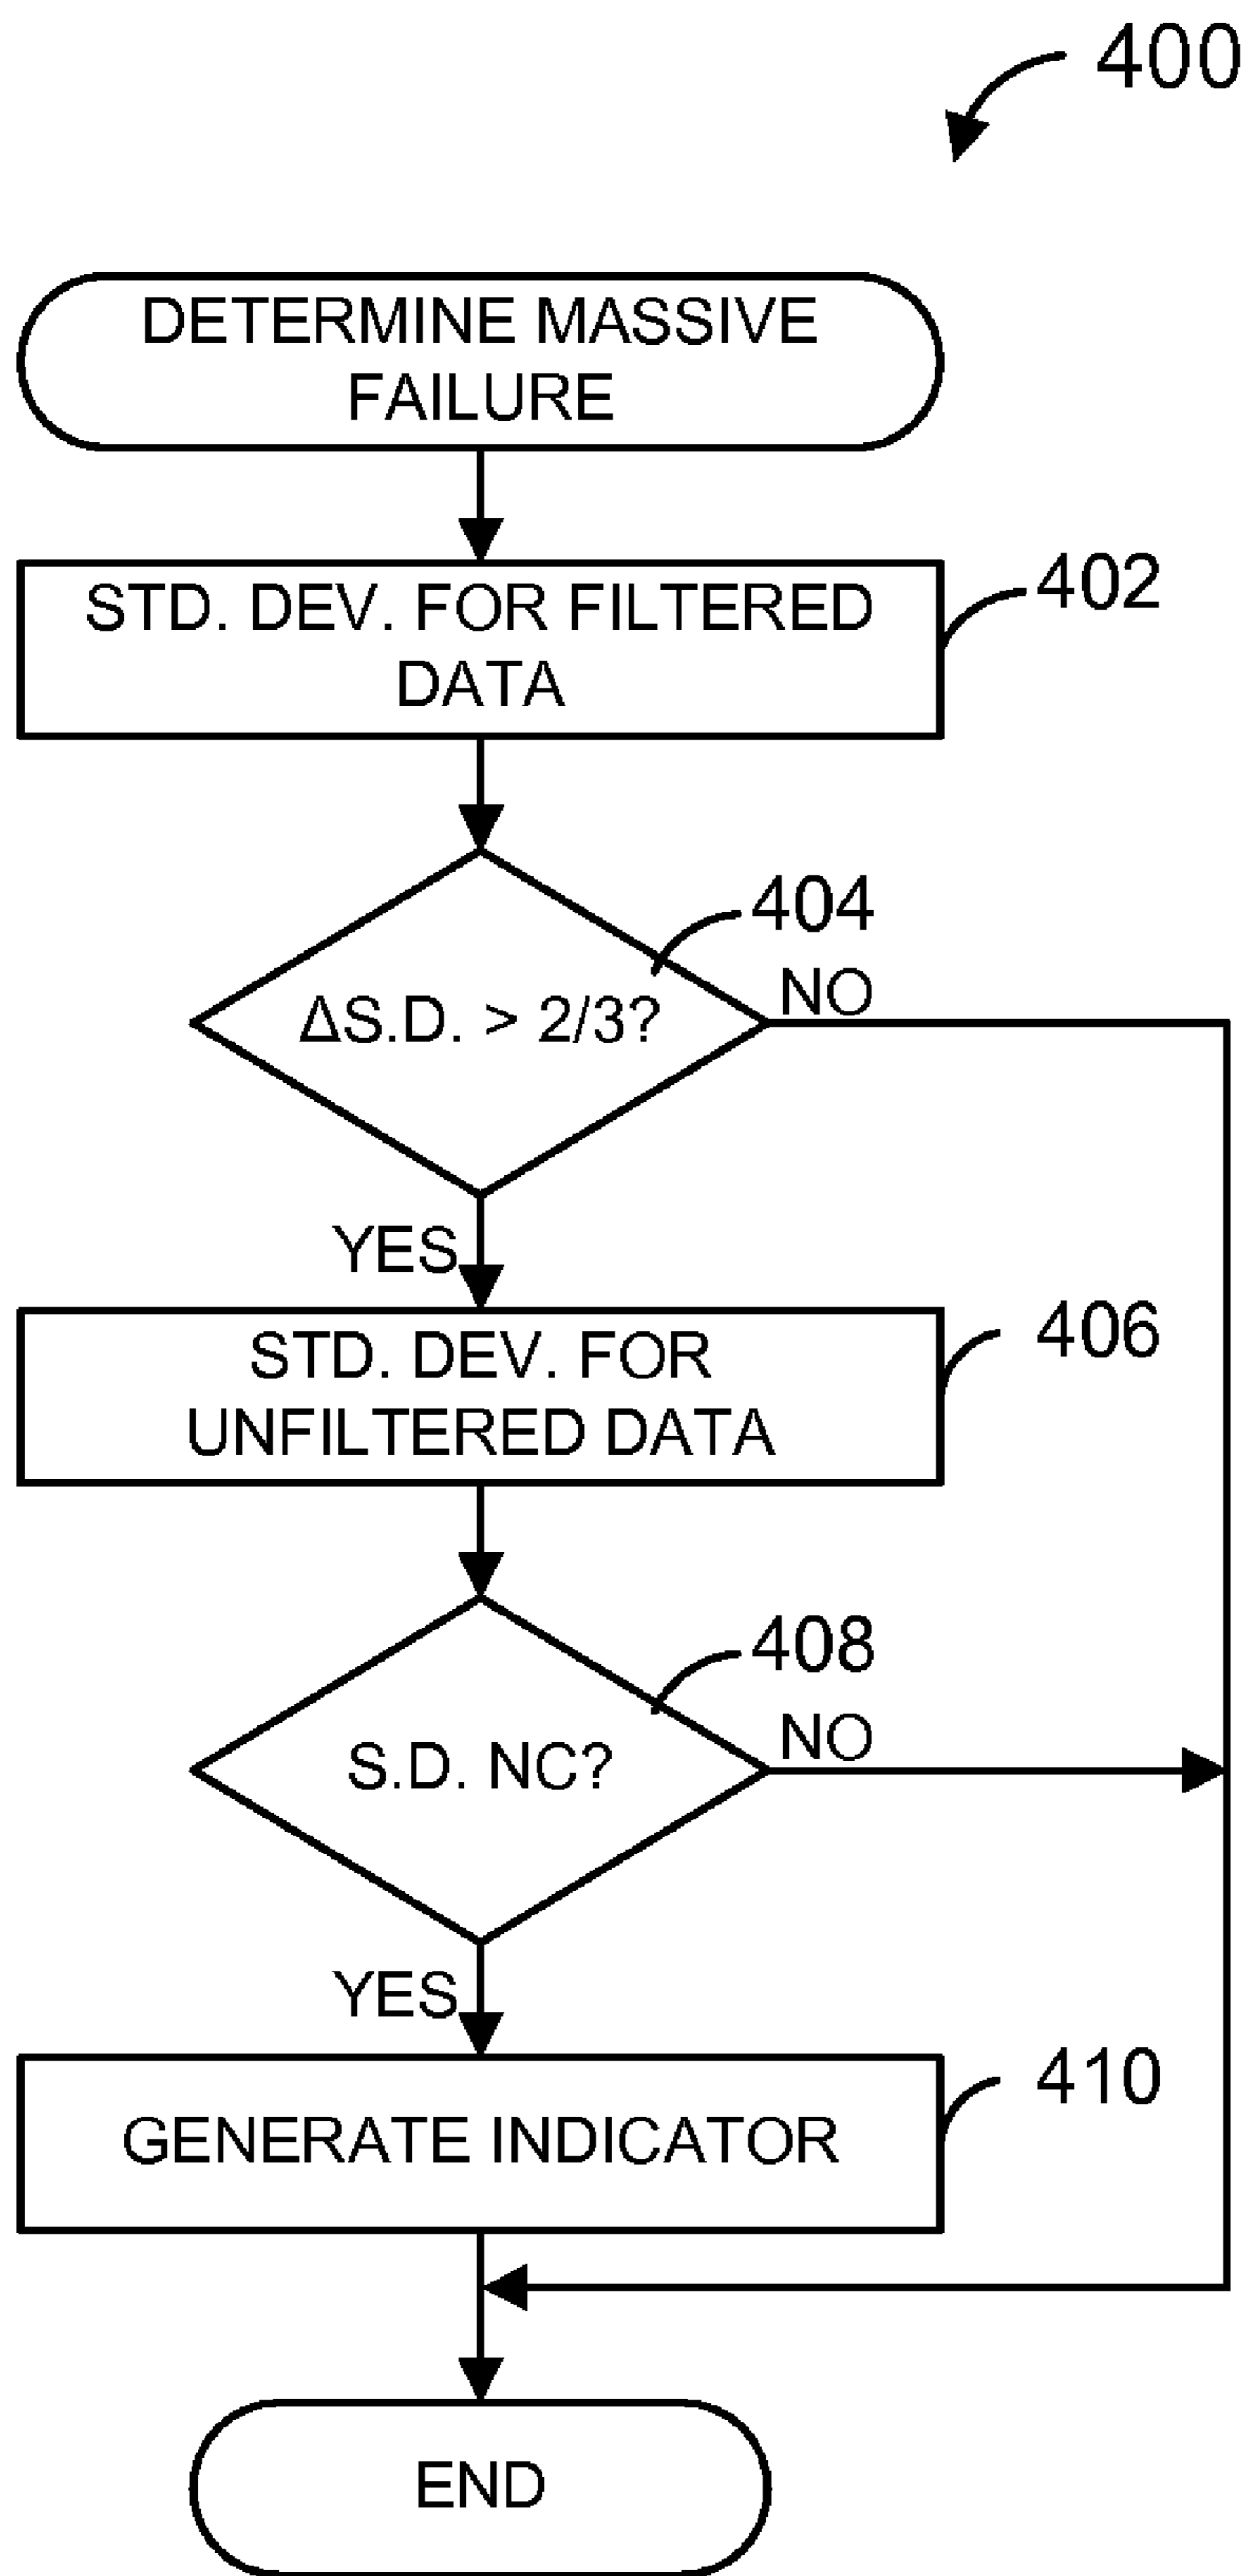 400
DETERMINE MASSIVE
FAILURE
STD. DEV. FOR FILTERED
DATA
402
404
ΔS.D. > 2/3?
NO
YES
STD. DEV. FOR
UNFILTERED DATA
406
408
S.D. NC?
NO
YES
GENERATE INDICATOR
410
END